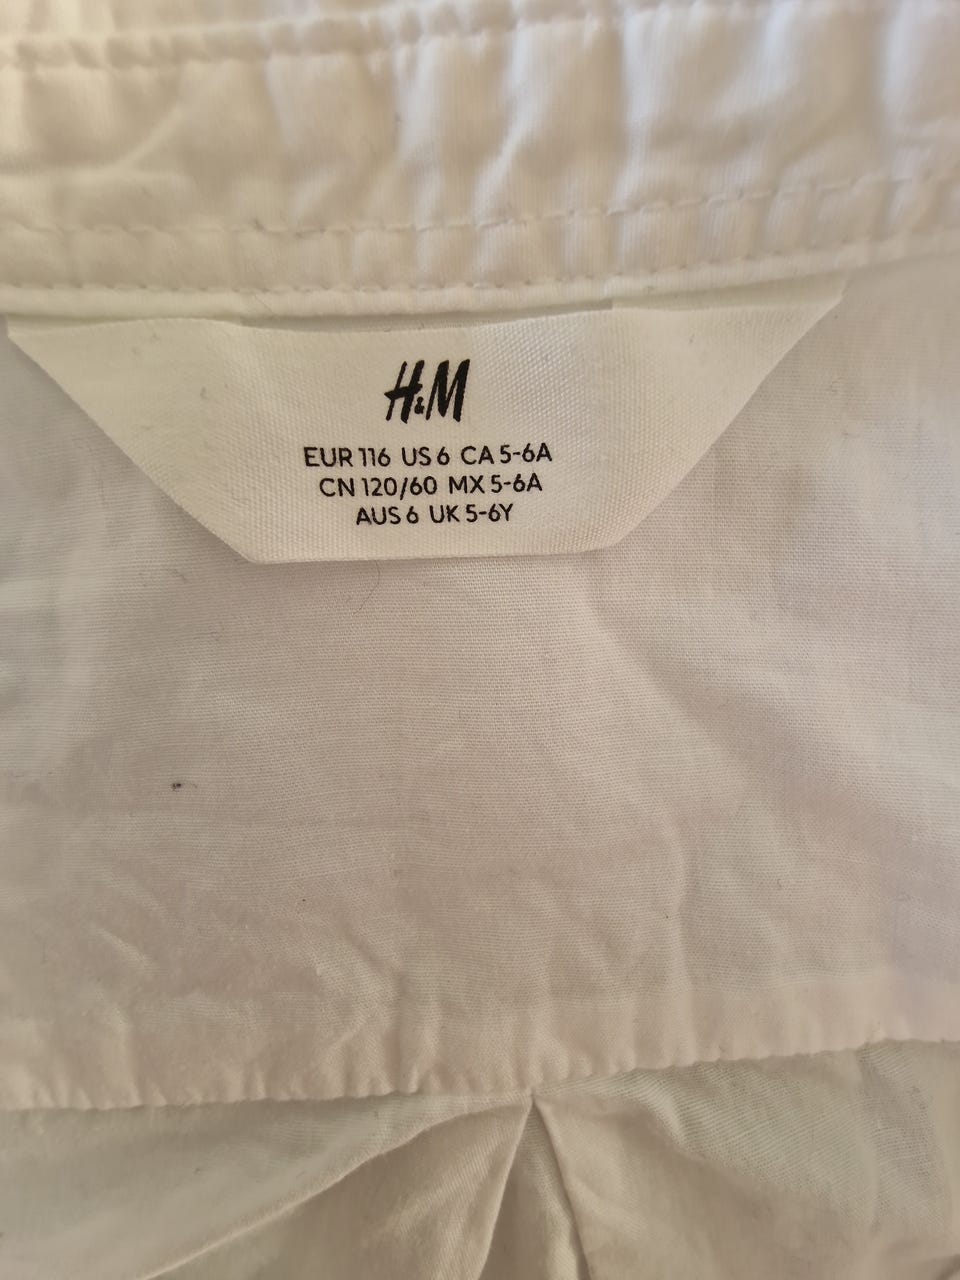 H&M
EUR 116 US 6 CA 5-6A
CN 120/60 MX 5-6A
AUS 6 UK 5-6Y